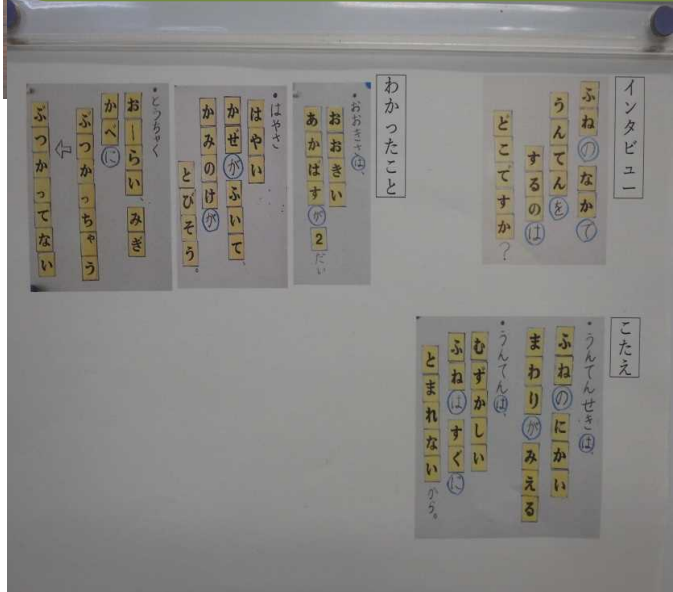 インタビュー
ふねのなかで
うんてんを
するのは
どこですか?
こたえ
・うんてんせきは、
ふねのにかい
まわりがみえる
・うんてんは、
むずかしい
ふねはすぐに
とまれないから。
わかったこと
・おおきさは、
おおきい
あかはすが2だい
・はやさ
はやい
かぜがふいて、
かみのけが
とびそう。
・とうちゃく
おーらい、みぎ
かべに
ぶつかっちゃう
⇦
ぶつかってない